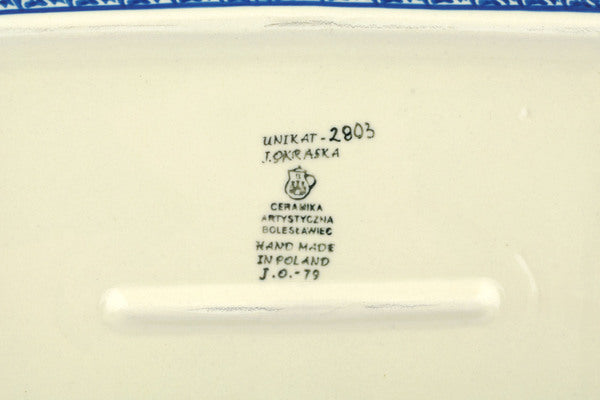 UNIKAT-2803
J.OKRASKA
CERAMIKA
ARTYSTYCZNA
BOLESŁAWIEC
HAND MADE
IN POLAND
J.O.-79